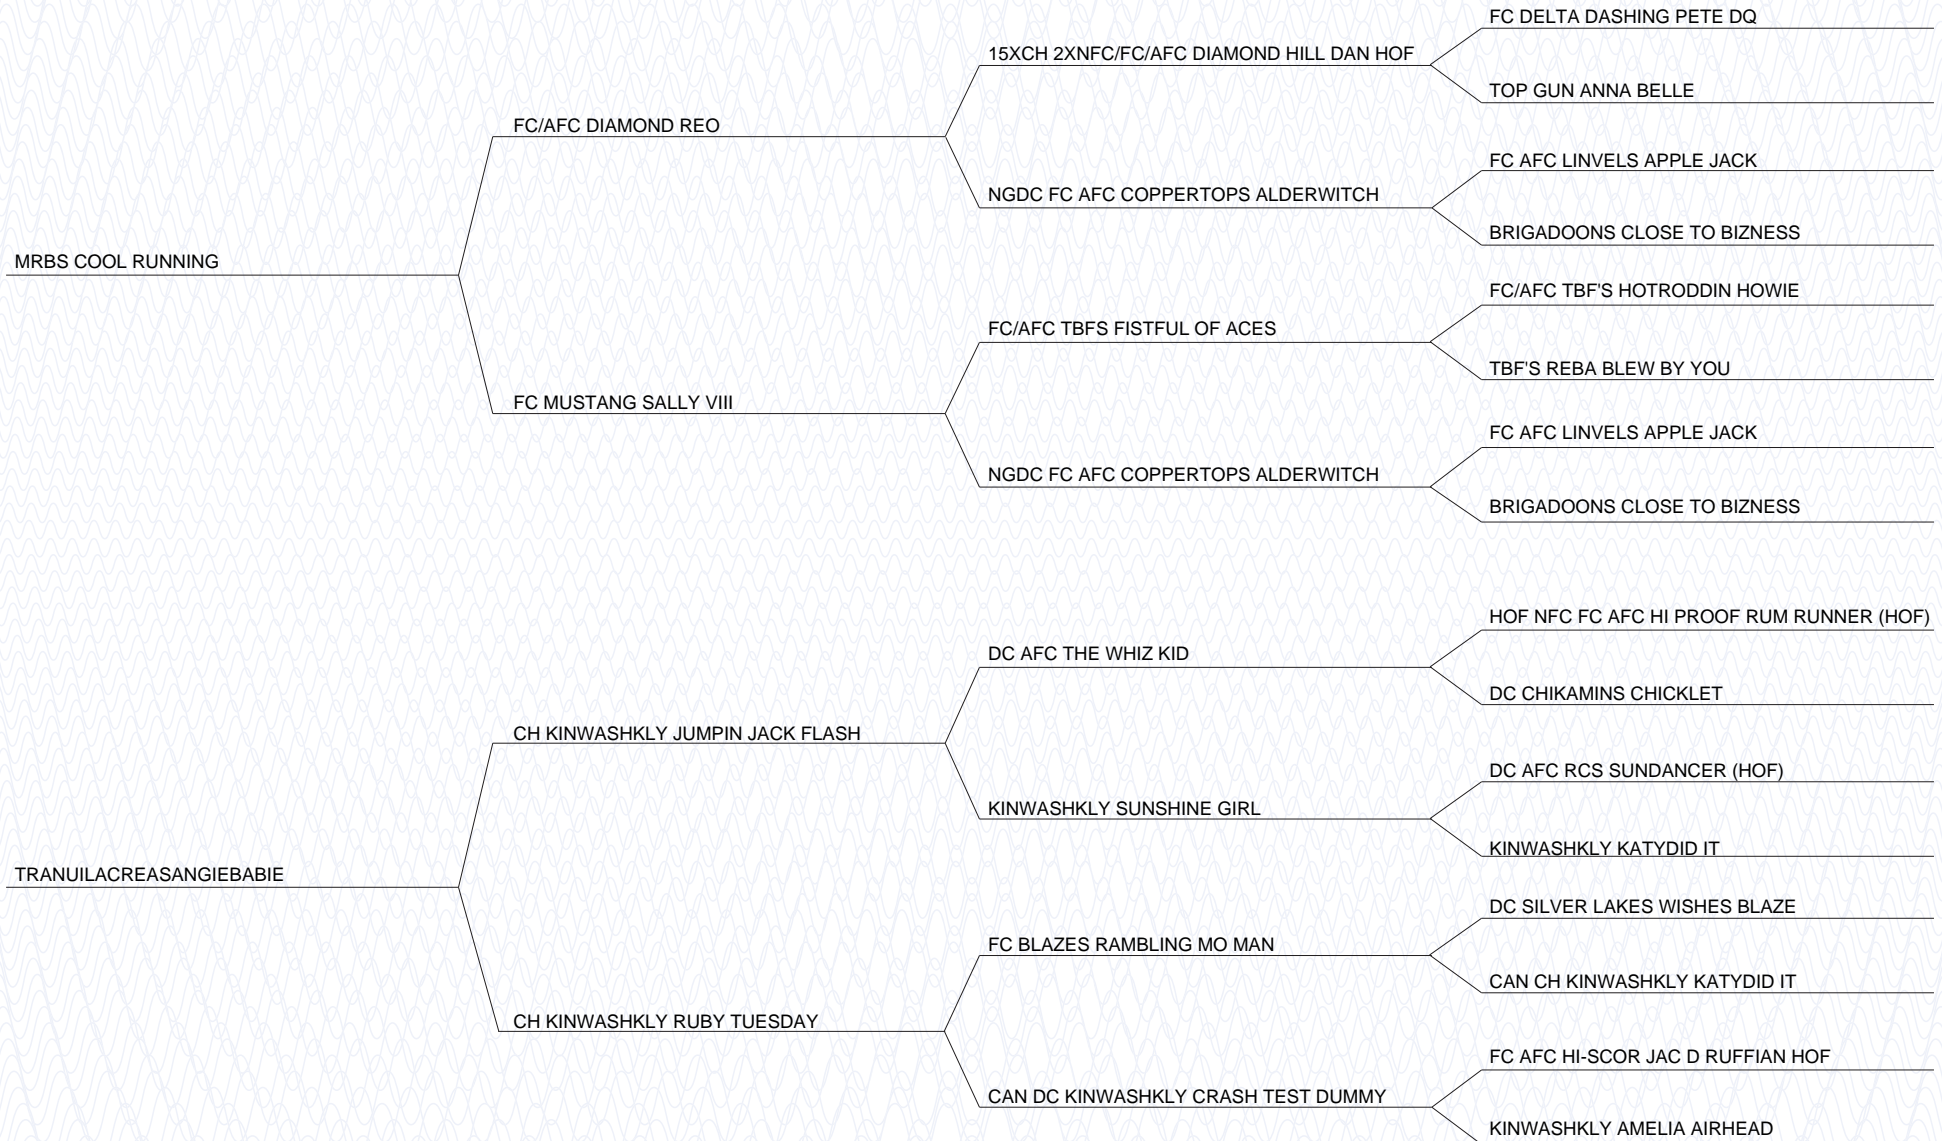 FC DELTA DASHING PETE DQ
15XCH 2XNFC/FC/AFC DIAMOND HILL DAN HOF
TOP GUN ANNA BELLE
FC/AFC DIAMOND REO
FC AFC LINVELS APPLE JACK
NGDC FC AFC COPPERTOPS ALDERWITCH
BRIGADOONS CLOSE TO BIZNESS
MRBS COOL RUNNING
FC/AFC TBF'S HOTRODDIN HOWIE
FC/AFC TBFS FISTFUL OF ACES
TBF'S REBA BLEW BY YOU
FC MUSTANG SALLY VIII
FC AFC LINVELS APPLE JACK
NGDC FC AFC COPPERTOPS ALDERWITCH
BRIGADOONS CLOSE TO BIZNESS
HOF NFC FC AFC HI PROOF RUM RUNNER (HOF)
DC AFC THE WHIZ KID
DC CHIKAMINS CHICKLET
CH KINWASHKLY JUMPIN JACK FLASH
DC AFC RCS SUNDANCER (HOF)
KINWASHKLY SUNSHINE GIRL
KINWASHKLY KATYDID IT
TRANUILACREASANGIEBABIE
DC SILVER LAKES WISHES BLAZE
FC BLAZES RAMBLING MO MAN
CAN CH KINWASHKLY KATYDID IT
CH KINWASHKLY RUBY TUESDAY
FC AFC HI-SCOR JAC D RUFFIAN HOF
CAN DC KINWASHKLY CRASH TEST DUMMY
KINWASHKLY AMELIA AIRHEAD